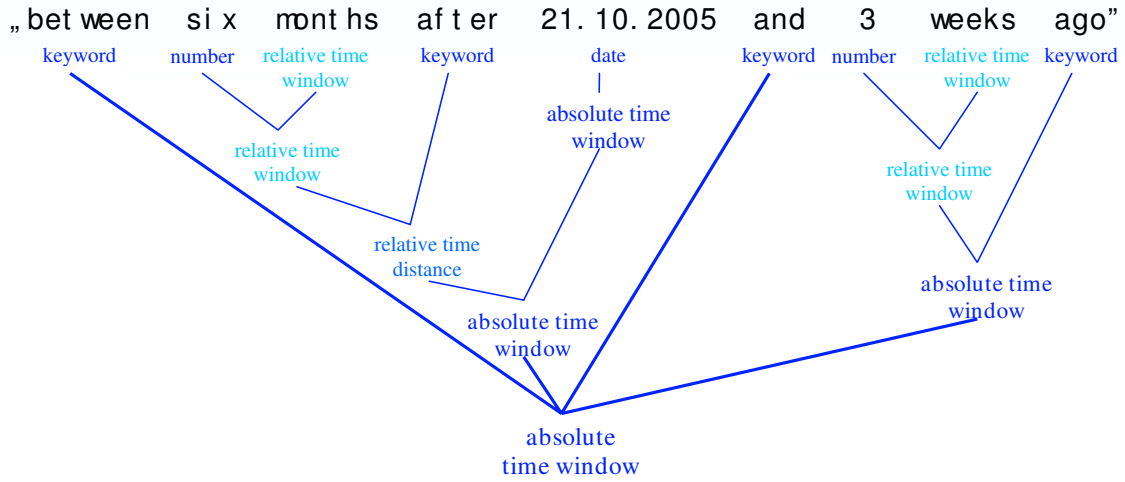 „between six months after 21.10.2005 and 3 weeks ago”
keyword number relative time keyword date keyword number relative time keyword
window window
absolute time
window
relative time
window
relative time
window
relative time
distance
absolute time
window
absolute time
window
absolute
time window